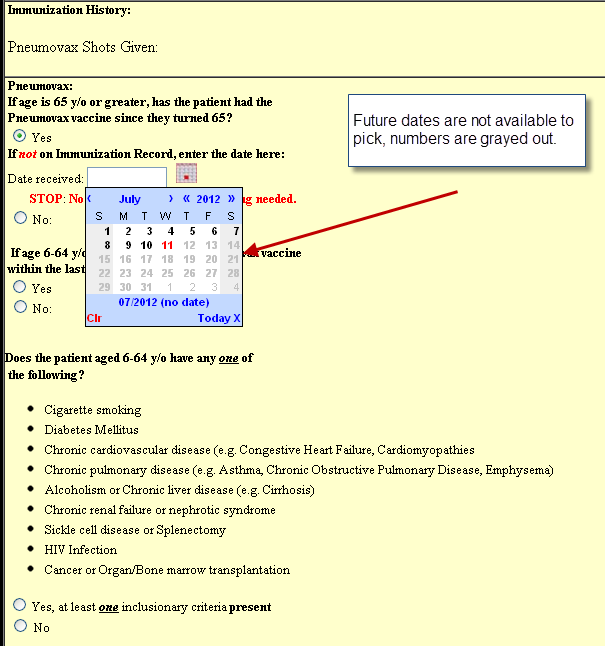 Immunization History:
Pneumovax Shots Given:
Pneumovax:
If age is 65 y/o or greater, has the patient had the
Pneumovax vaccine since they turned 65?
Yes
If not on Immunization Record, enter the date here:
Date received:
STOP: No
g needed.
No:
If age 6-64 y/o
vaccine
within the last
Yes
No:
‹ July › « 2012 »
S M T W T F S
1 2 3 4 5 6 7
8 9 10 11 12 13 14
15 16 17 18 19 20 21
22 23 24 25 26 27 28
29 30 31 1 2 3 4
07/2012 (no date)
Clr Today X
Future dates are not available to
pick, numbers are grayed out.
Does the patient aged 6-64 y/o have any one of
the following?
• Cigarette smoking
• Diabetes Mellitus
• Chronic cardiovascular disease (e.g. Congestive Heart Failure, Cardiomyopathies
• Chronic pulmonary disease (e.g. Asthma, Chronic Obstructive Pulmonary Disease, Emphysema)
• Alcoholism or Chronic liver disease (e.g. Cirrhosis)
• Chronic renal failure or nephrotic syndrome
• Sickle cell disease or Splenectomy
• HIV Infection
• Cancer or Organ/Bone marrow transplantation
Yes, at least one inclusionary criteria present
No